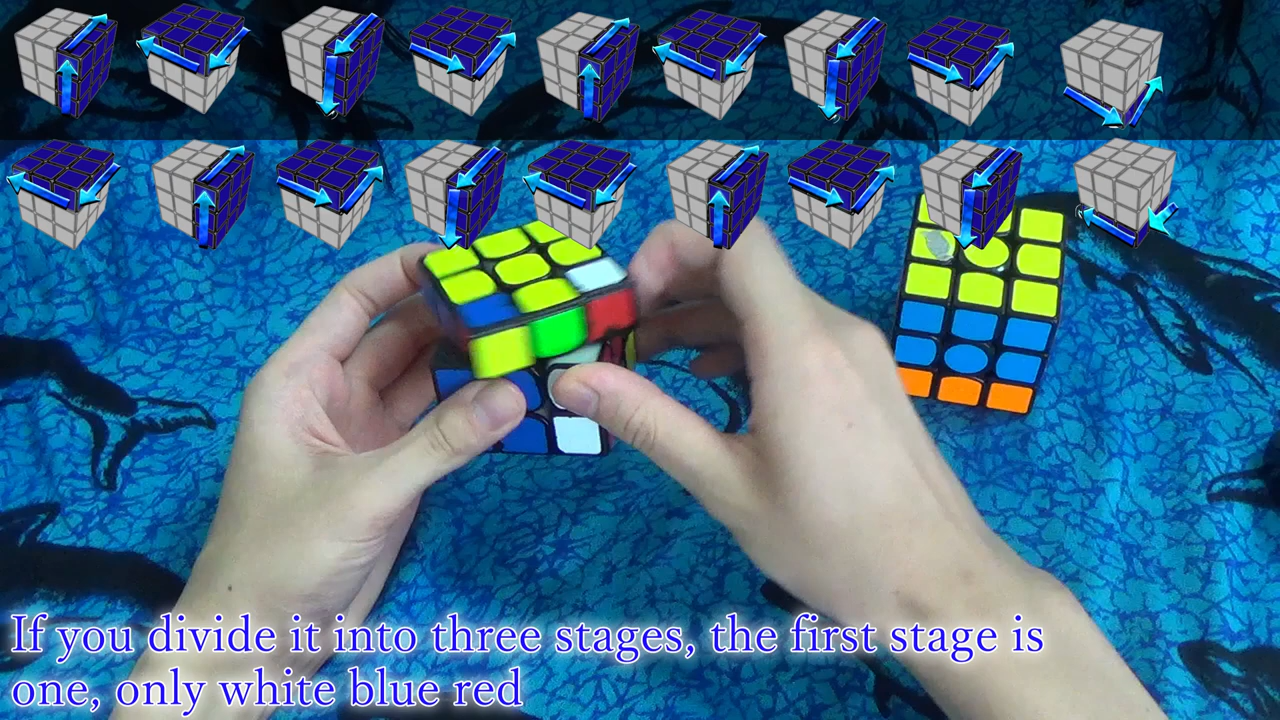 If you divide it into three stages, the first stage is
one, only white blue red